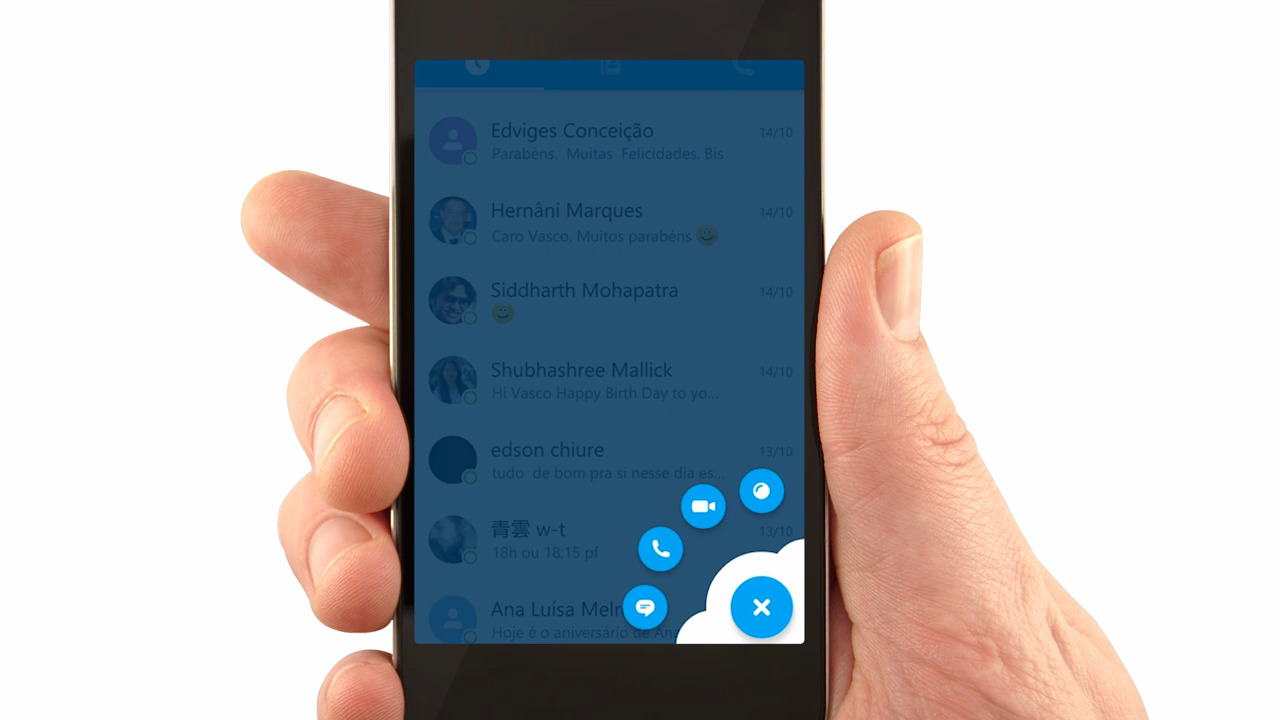 Edviges Conceição
14/10
Parabéns. Muitas Felicidades. Bjs
Hernâni Marques
14/10
Caro Vasco. Muitos parabéns
Siddharth Mohapatra
14/10
Shubhashree Mallick
14/10
Hi Vasco Happy Birth Day to yo...
edson chiure
13/10
tudo de bom pra si nesse dia es...
青雲 w-t
13/10
18h ou 18:15 pf
Ana Luísa
Hoje é o aniversário de Ana